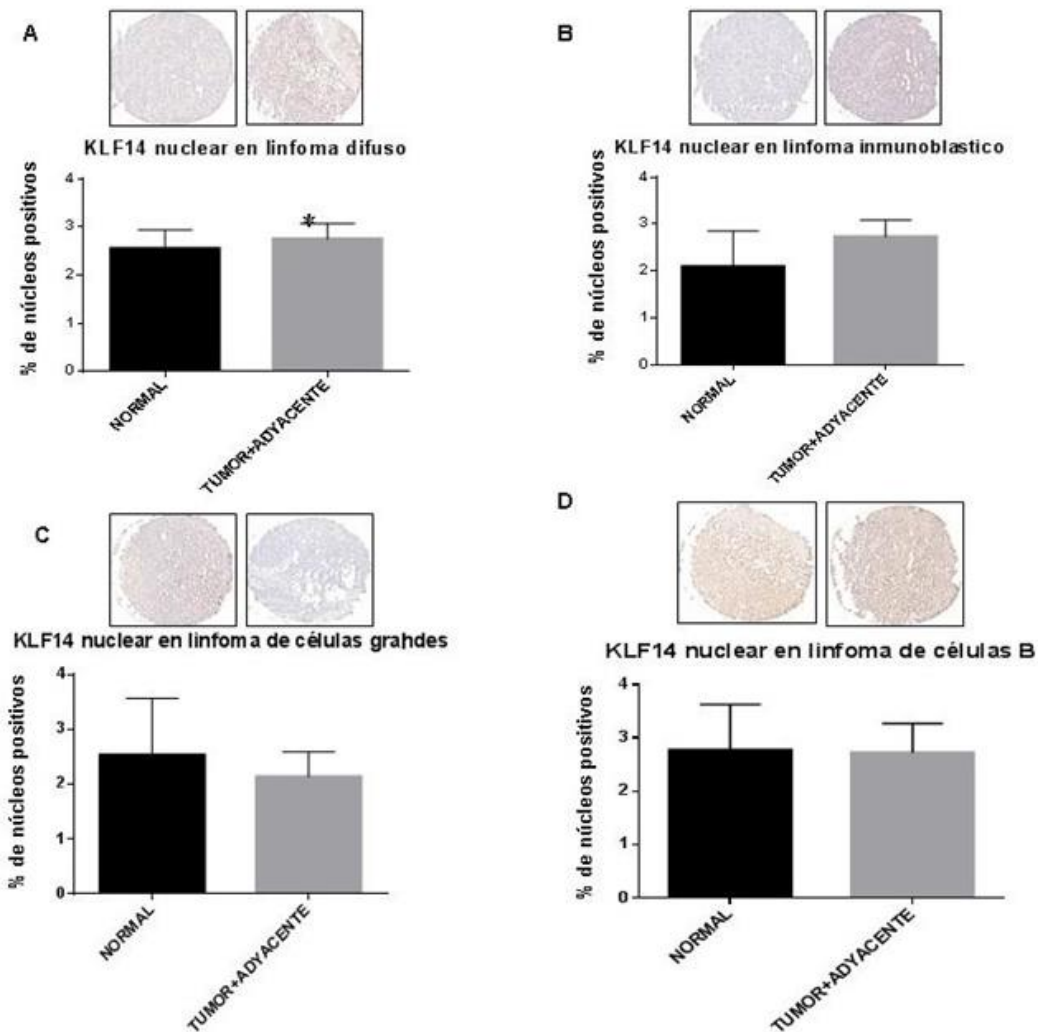 A
KLF14 nuclear en linfoma difuso
% de núcleos positivos
4
3
2
1
0
*
NORMAL
TUMOR+ADYACENTE
B
KLF14 nuclear en linfoma inmunoblastico
% de núcleos positivos
4
3
2
1
0
NORMAL
TUMOR+ADYACENTE
C
KLF14 nuclear en linfoma de células grandes
% de núcleos positivos
4
3
2
1
0
NORMAL
TUMOR+ADYACENTE
D
KLF14 nuclear en linfoma de células B
% de núcleos positivos
4
3
2
1
0
NORMAL
TUMOR+ADYACENTE